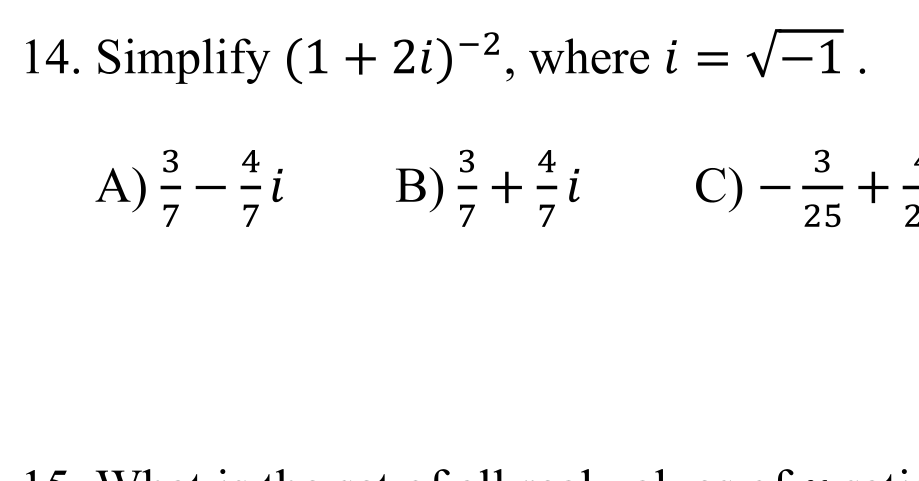 14. Simplify (1 + 2i)⁻², where i = √−1 .
A) 3/7 − 4/7 i B) 3/7 + 4/7 i C) − 3/25 +